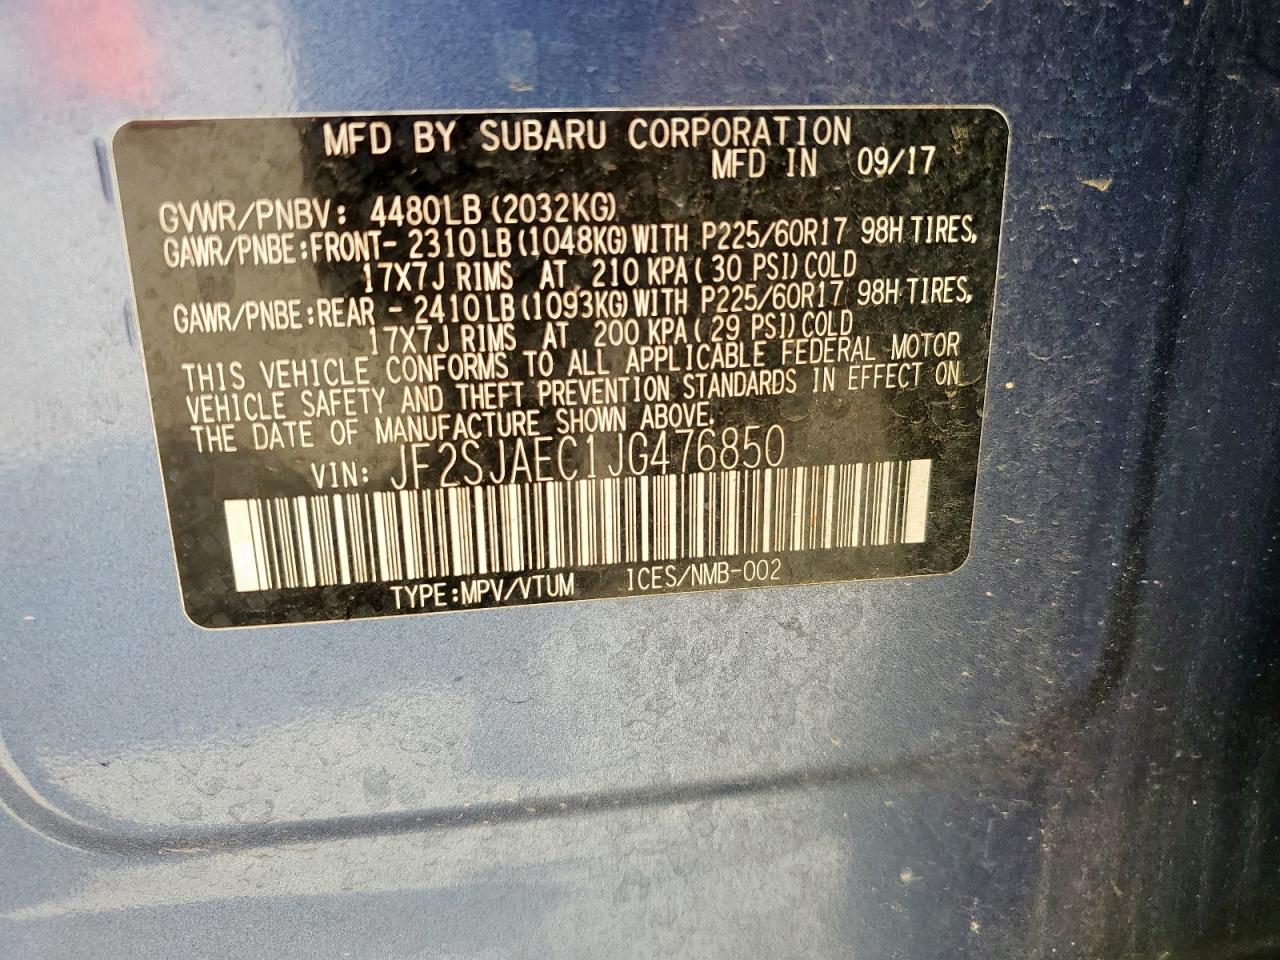 MFD BY SUBARU CORPORATION
MFD IN 09/17
GVWR/PNBV: 4480LB (2032KG)
GAWR/PNBE:FRONT- 2310LB (1048KG) WITH P225/60R17 98H TIRES,
17X7J RIMS AT 210 KPA( 30 PSI)COLD
GAWR/PNBE:REAR - 2410LB (1093KG) WITH P225/60R17 98H TIRES,
17X7J RIMS AT 200 KPA( 29 PSI)COLD
THIS VEHICLE CONFORMS TO ALL APPLICABLE FEDERAL MOTOR
VEHICLE SAFETY AND THEFT PREVENTION STANDARDS IN EFFECT ON
THE DATE OF MANUFACTURE SHOWN ABOVE.
VIN: JF2SJAEC1JG476850
TYPE:MPV/VTUM ICES/NMB-002